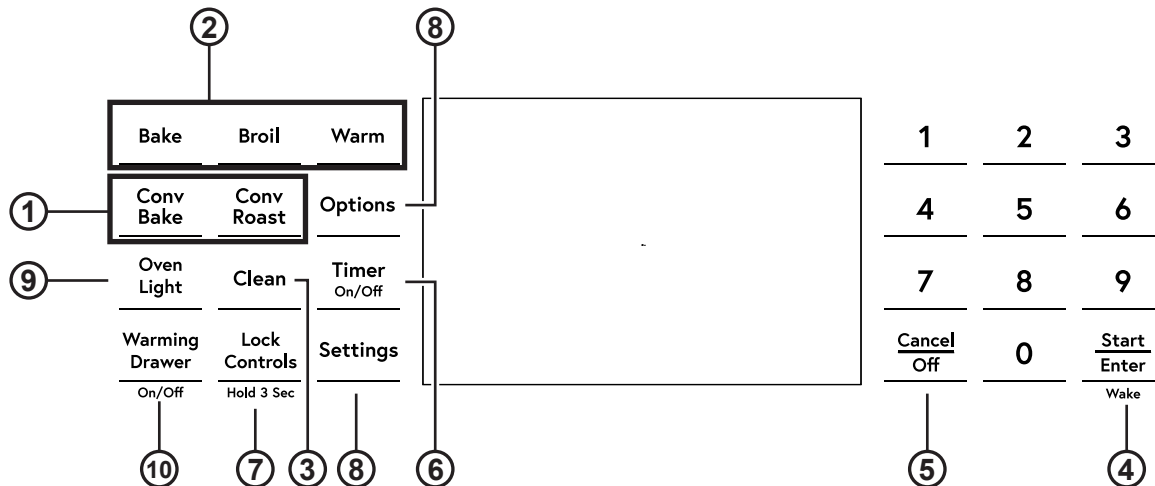 2
8
Bake Broil Warm 1 2 3
1
Conv
Bake
Conv
Roast
Options 4 5 6
9
Oven
Light
Clean
Timer
On/Off
7 8 9
Warming
Drawer
On/Off
Lock
Controls
Hold 3 Sec
Settings
Cancel
Off
0
Start
Enter
Wake
10 7 3 8 6 5 4